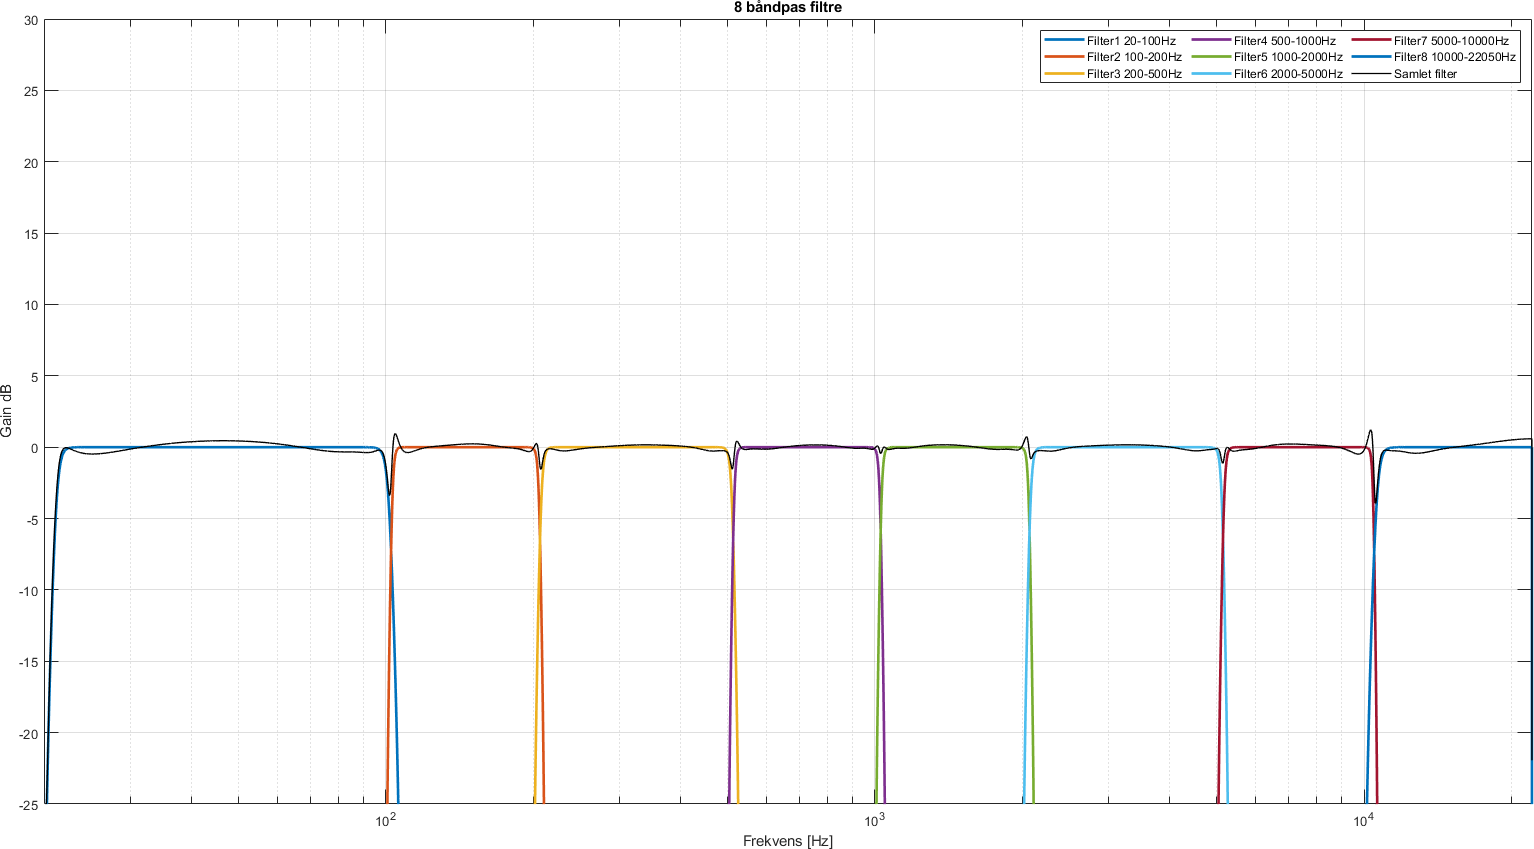 8 båndpas filtre
30
25
20
15
10
5
0
-5
-10
-15
-20
-25
Gain dB
Filter1 20-100Hz
Filter2 100-200Hz
Filter3 200-500Hz
Filter4 500-1000Hz
Filter5 1000-2000Hz
Filter6 2000-5000Hz
Filter7 5000-10000Hz
Filter8 10000-22050Hz
Samlet filter
10² 10³ 10⁴
Frekvens [Hz]